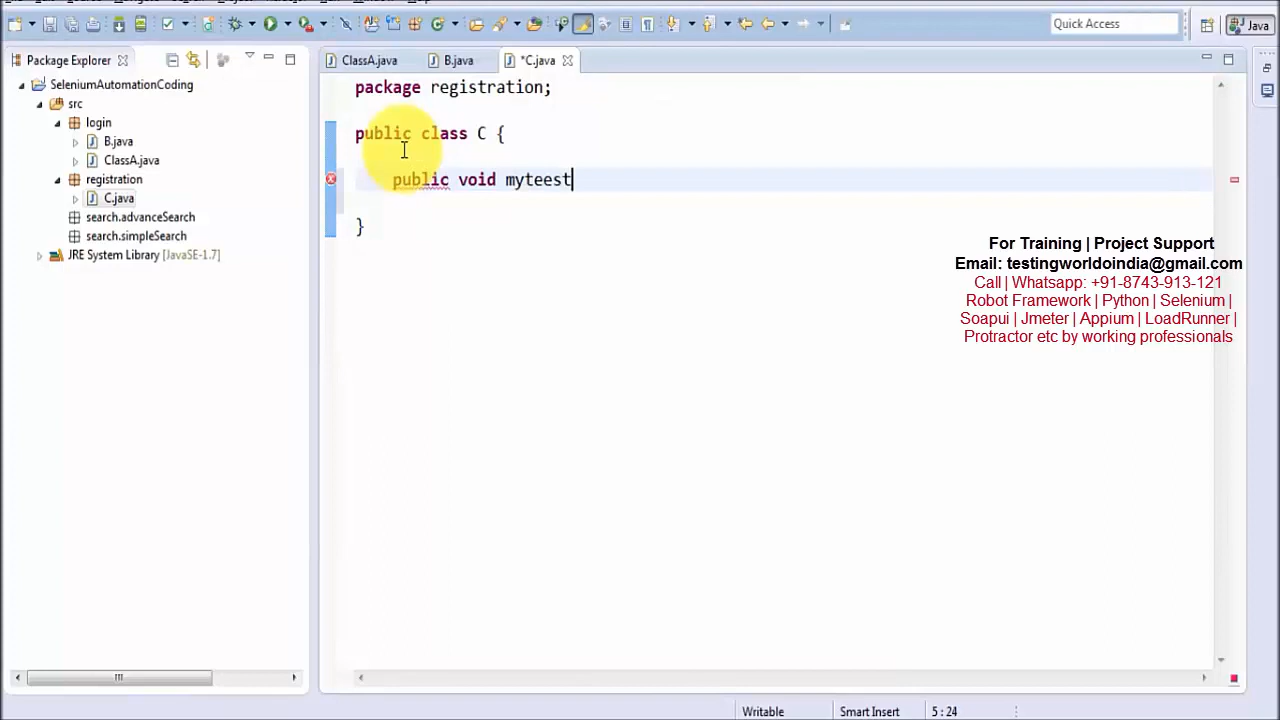 Quick Access
Java
Package Explorer
ClassA.java
B.java
*C.java
SeleniumAutomationCoding
src
login
B.java
ClassA.java
registration
C.java
search.advanceSearch
search.simpleSearch
JRE System Library [JavaSE-1.7]
package registration;
public class C {
public void myteest
}
For Training | Project Support
Email: testingworldoindia@gmail.com
Call | Whatsapp: +91-8743-913-121
Robot Framework | Python | Selenium |
Soapui | Jmeter | Appium | LoadRunner |
Protractor etc by working professionals
Writable
Smart Insert
5 : 24